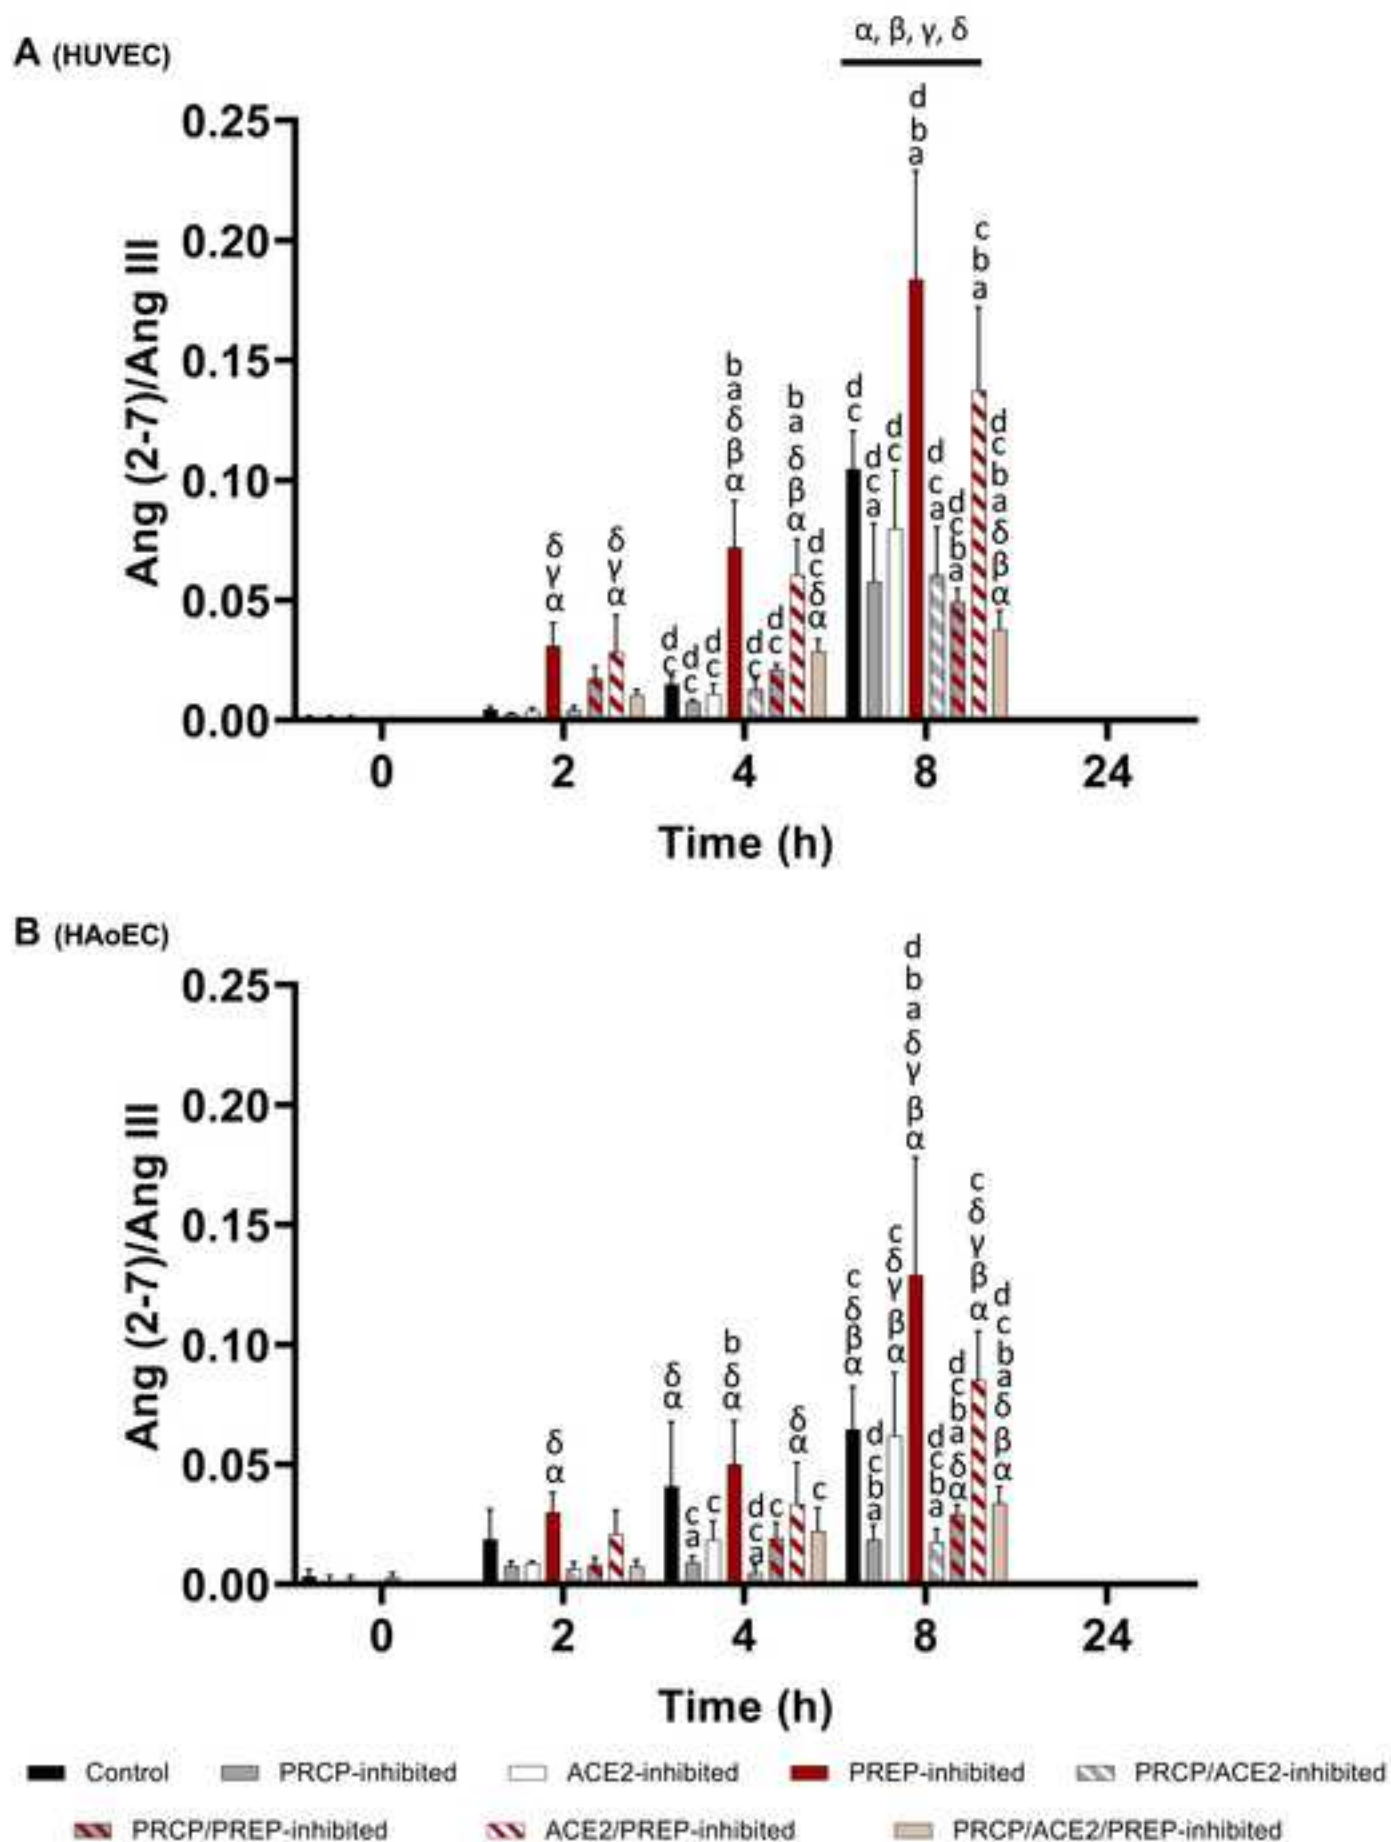 α, β, γ, δ
A (HUVEC)
d
b
a
0.25
0.20
0.15
0.10
0.05
0.00
Ang (2-7)/Ang III
δ
γ
α
δ
γ
α
d
c
d
c
d
c
b
a
δ
β
α
d
c
d
c
b
a
δ
β
α
d
c
δ
α
d
c
d
c
a
d
c
d
c
a
d
c
b
a
c
b
a
d
c
b
a
δ
β
α
0 2 4 8 24
Time (h)
B (HAoEC)
0.25
0.20
0.15
0.10
0.05
0.00
Ang (2-7)/Ang III
δ
α
δ
α
c
a
c
b
δ
α
d
c
a
c
δ
α
c
c
δ
β
α
d
c
b
a
c
δ
γ
β
α
d
b
a
δ
γ
β
α
d
c
b
a
d
c
b
a
δ
α
c
δ
γ
β
α
d
c
b
a
δ
β
α
0 2 4 8 24
Time (h)
Control PRCP-inhibited ACE2-inhibited PREP-inhibited PRCP/ACE2-inhibited
PRCP/PREP-inhibited ACE2/PREP-inhibited PRCP/ACE2/PREP-inhibited